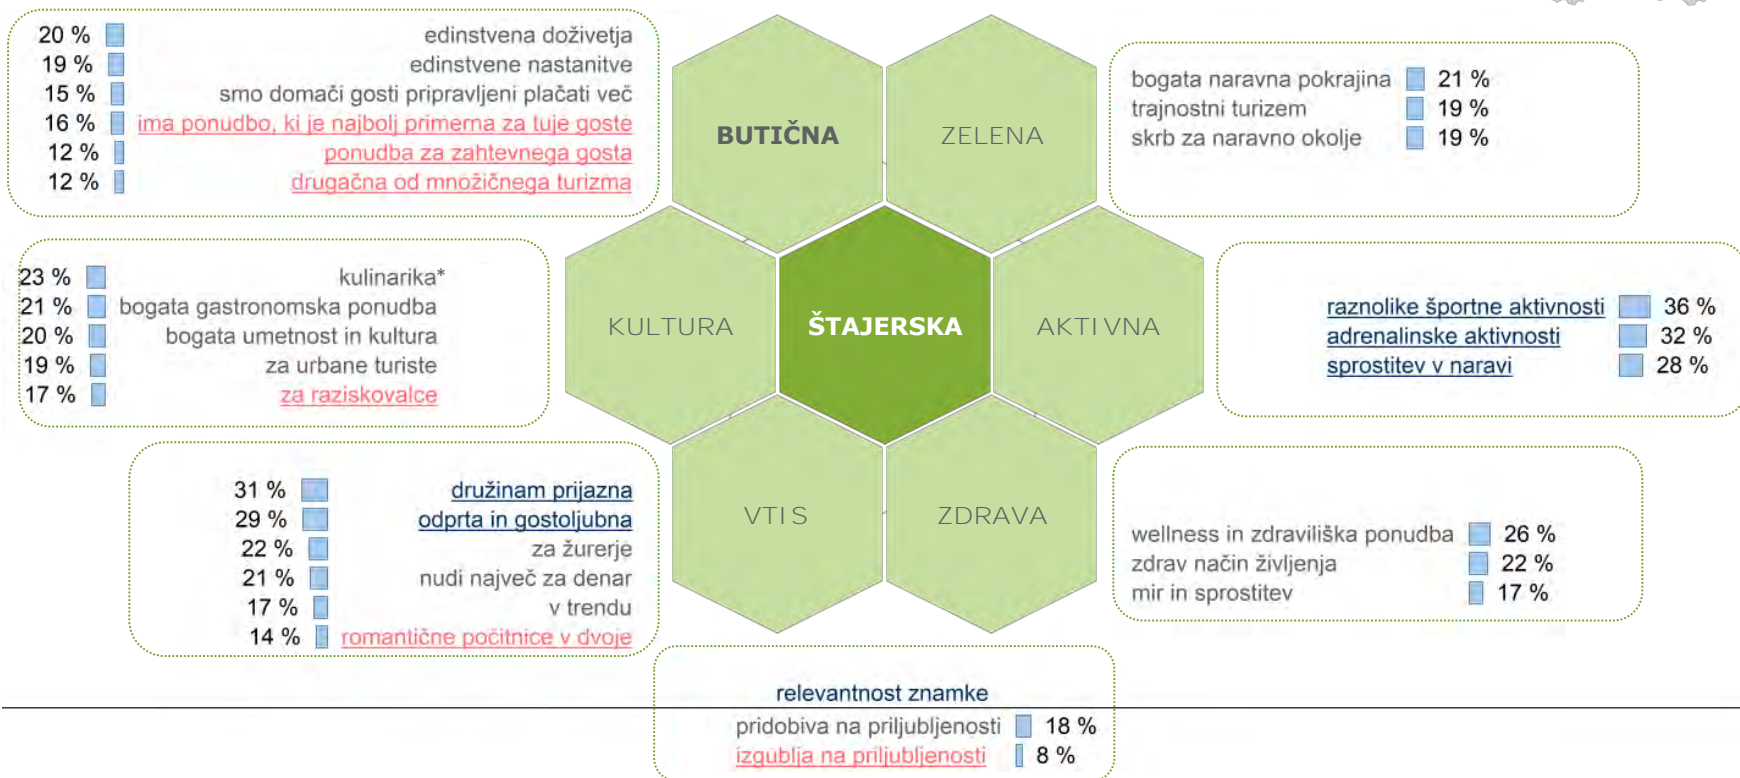 20 % edinstvena doživetja
19 % edinstvene nastanitve
15 % smo domači gosti pripravljeni plačati več
16 % ima ponudbo, ki je najbolj primerna za tuje goste
12 % ponudba za zahtevnega gosta
12 % drugačna od množičnega turizma
BUTIČNA
ZELENA
bogata naravna pokrajina 21 %
trajnostni turizem 19 %
skrb za naravno okolje 19 %
23 % kulinarika*
21 % bogata gastronomska ponudba
20 % bogata umetnost in kultura
19 % za urbane turiste
17 % za raziskovalce
KULTURA
ŠTAJERSKA
AKTIVNA
raznolike športne aktivnosti 36 %
adrenalinske aktivnosti 32 %
sprostitev v naravi 28 %
31 % družinam prijazna
29 % odprta in gostoljubna
22 % za žurerje
21 % nudi največ za denar
17 % v trendu
14 % romantične počitnice v dvoje
VTIS
ZDRAVA
wellness in zdraviliška ponudba 26 %
zdrav način življenja 22 %
mir in sprostitev 17 %
relevantnost znamke
pridobiva na priljubljenosti 18 %
izgublja na priljubljenosti 8 %